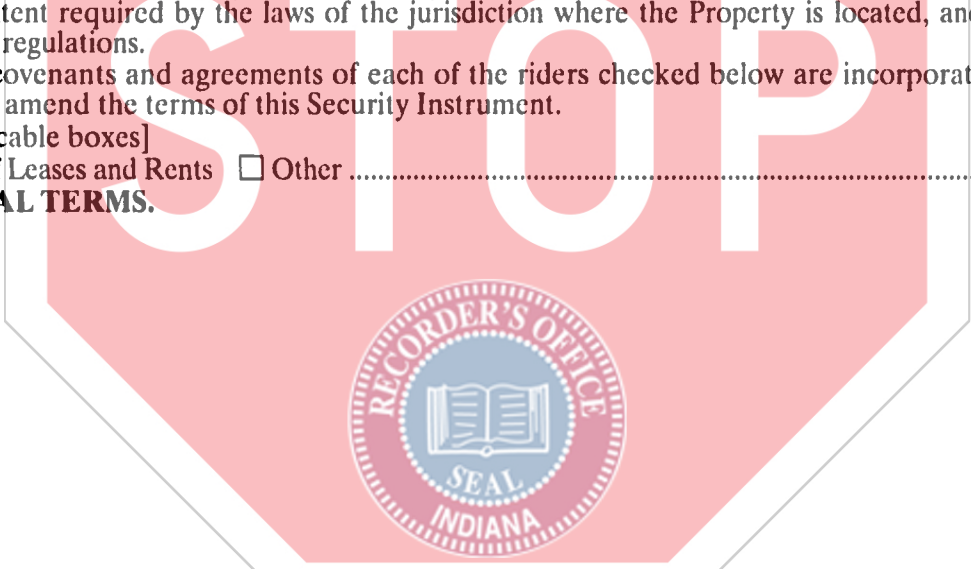 tent required by the laws of the jurisdiction where the Property is located, an
regulations.
ovenants and agreements of each of the riders checked below are incorporat
amend the terms of this Security Instrument.
cable boxes]
Leases and Rents ☐ Other ....................................................................................................
AL TERMS.
STOP
RECORDER'S OFFICE
SEAL
INDIANA